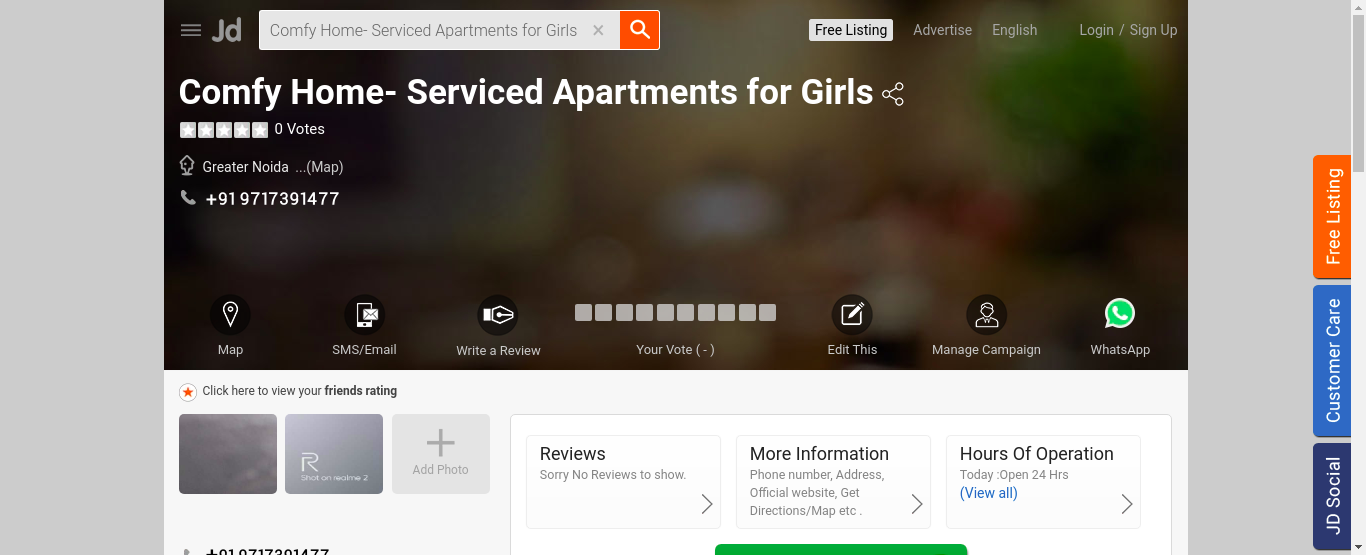 Jd
Comfy Home- Serviced Apartments for Girls
Free Listing
Advertise
English
Login / Sign Up
Comfy Home- Serviced Apartments for Girls
0 Votes
Greater Noida ...(Map)
+91 9717391477
Map
SMS/Email
Write a Review
Your Vote ( - )
Edit This
Manage Campaign
WhatsApp
Click here to view your friends rating
R
Shot on realme 2
Add Photo
Reviews
Sorry No Reviews to show.
More Information
Phone number, Address,
Official website, Get
Directions/Map etc .
Hours Of Operation
Today :Open 24 Hrs
(View all)
+91 9717391477
Free Listing
Customer Care
JD Social